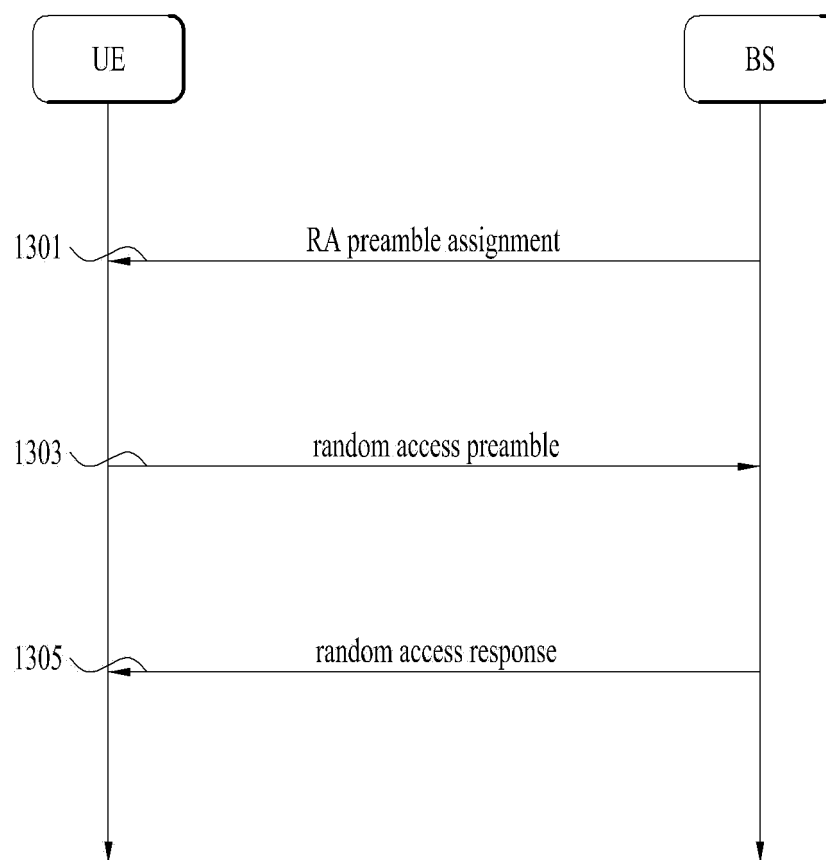 UE
BS
1301
RA preamble assignment
1303
random access preamble
1305
random access response